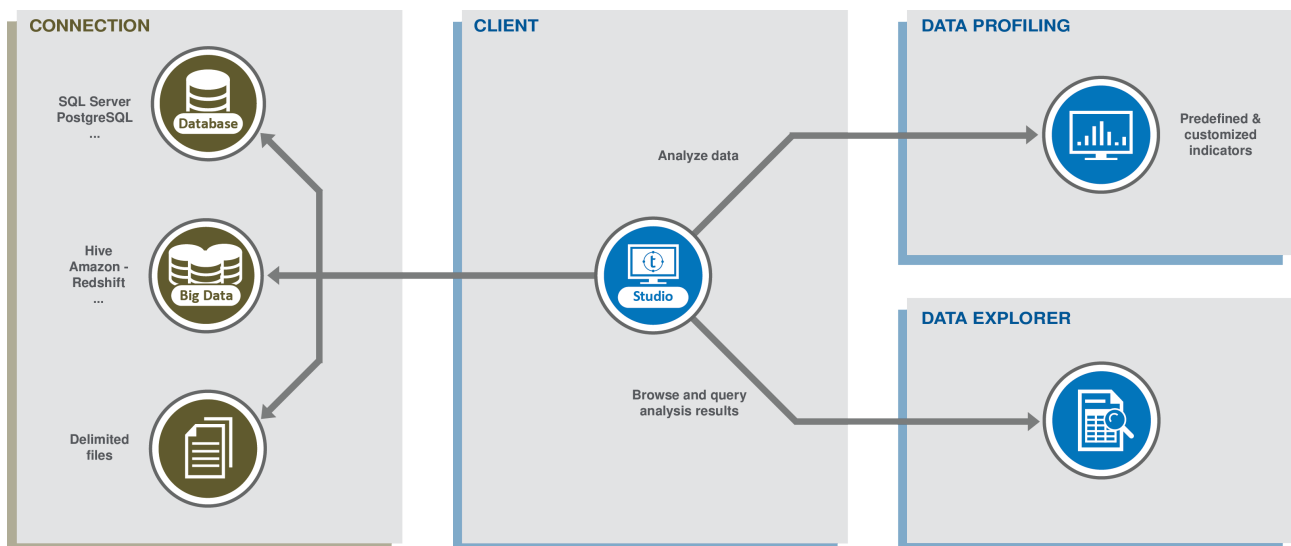 CONNECTION
SQL Server
PostgreSQL
...
Database
Hive
Amazon -
Redshift
...
Big Data
Delimited
files
CLIENT
Analyze data
t
Studio
Browse and query
analysis results
DATA PROFILING
Predefined &
customized
indicators
DATA EXPLORER